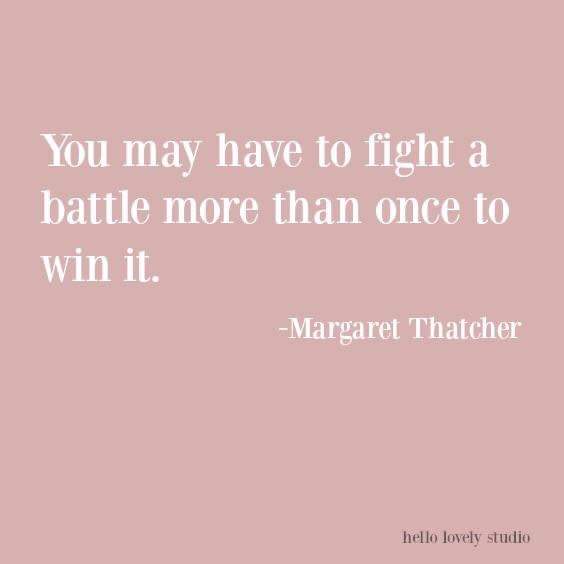 You may have to fight a
battle more than once to
win it.
-Margaret Thatcher
hello lovely studio